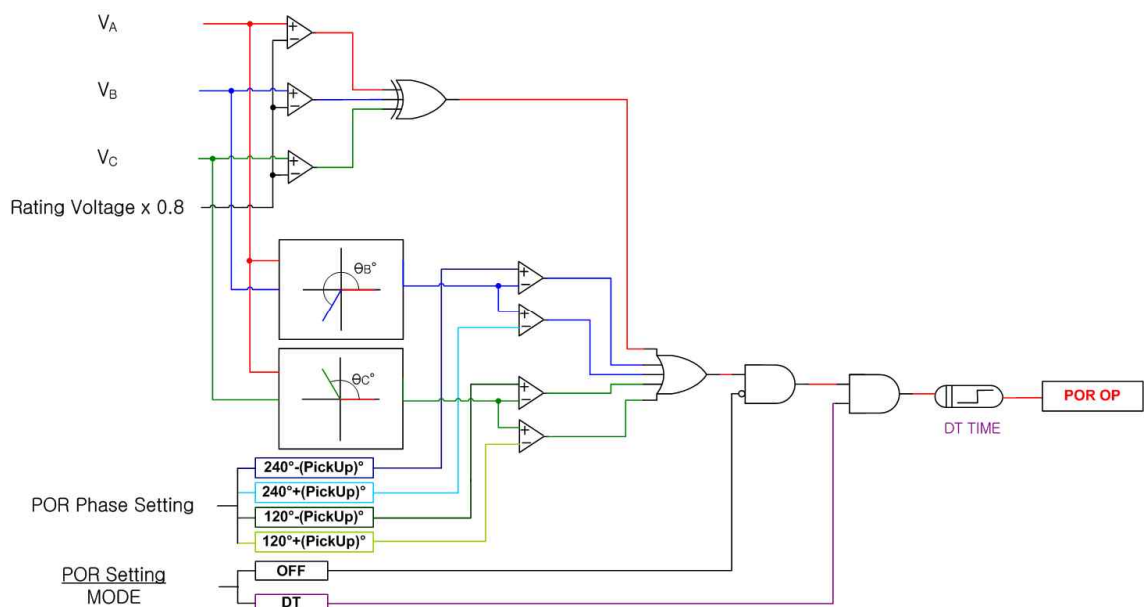 VA
VB
VC
Rating Voltage x 0.8
+
−
+
−
+
−
ΘB°
ΘC°
+
−
+
−
+
−
+
−
POR OP
DT TIME
POR Phase Setting
240°-(PickUp)°
240°+(PickUp)°
120°-(PickUp)°
120°+(PickUp)°
POR Setting
MODE
OFF
DT